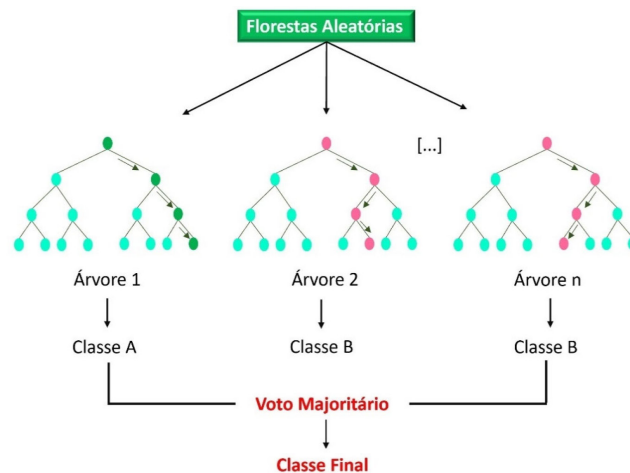 Florestas Aleatórias
[...]
Árvore 1
Árvore 2
Árvore n
Classe A
Classe B
Classe B
Voto Majoritário
Classe Final